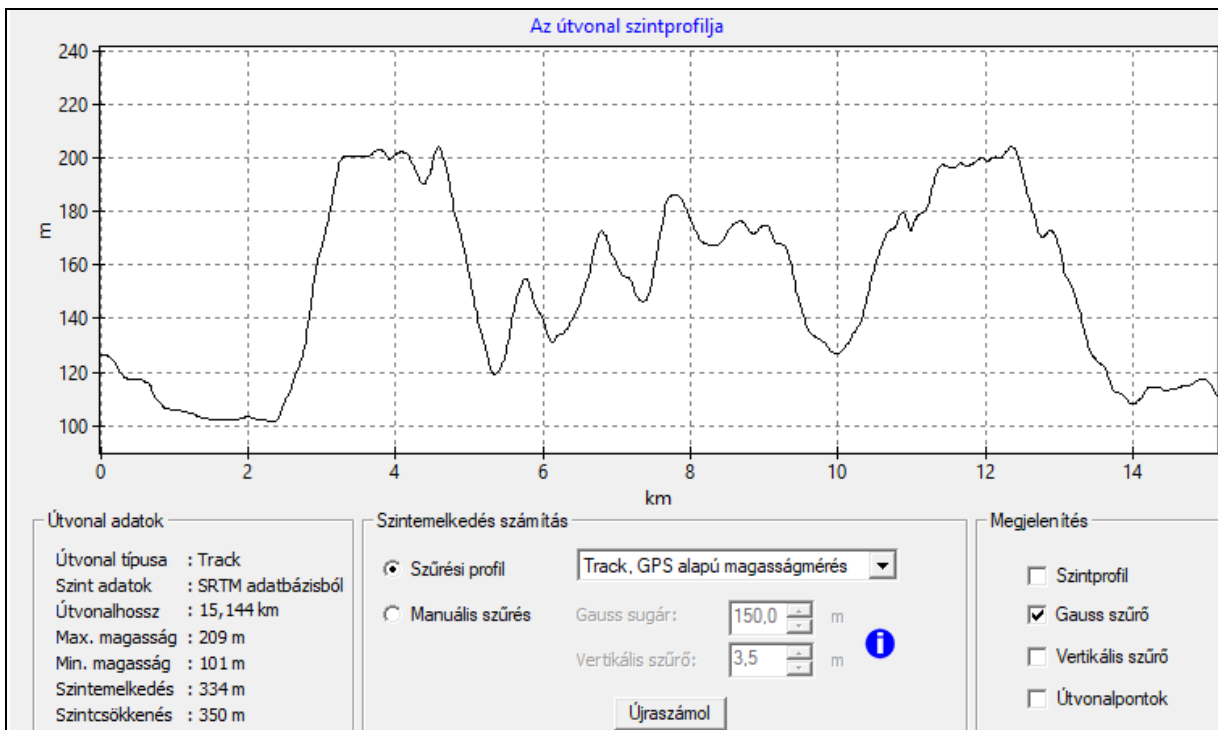 Az útvonal szintprofilja
240
220
200
180
160
140
120
100
m
0 2 4 6 8 10 12 14
km
Útvonal adatok
Útvonal típusa : Track
Szint adatok : SRTM adatbázisból
Útvonalhossz : 15,144 km
Max. magasság : 209 m
Min. magasság : 101 m
Szintemelkedés : 334 m
Szintcsökkenés : 350 m
Szintemelkedés számítás
Szűrési profil Track, GPS alapú magasságmérés
Manuális szűrés Gauss sugár: 150,0 m
Vertikális szűrő: 3,5 m
i
Újraszámol
Megjelenítés
Szintprofil
Gauss szűrő
Vertikális szűrő
Útvonalpontok